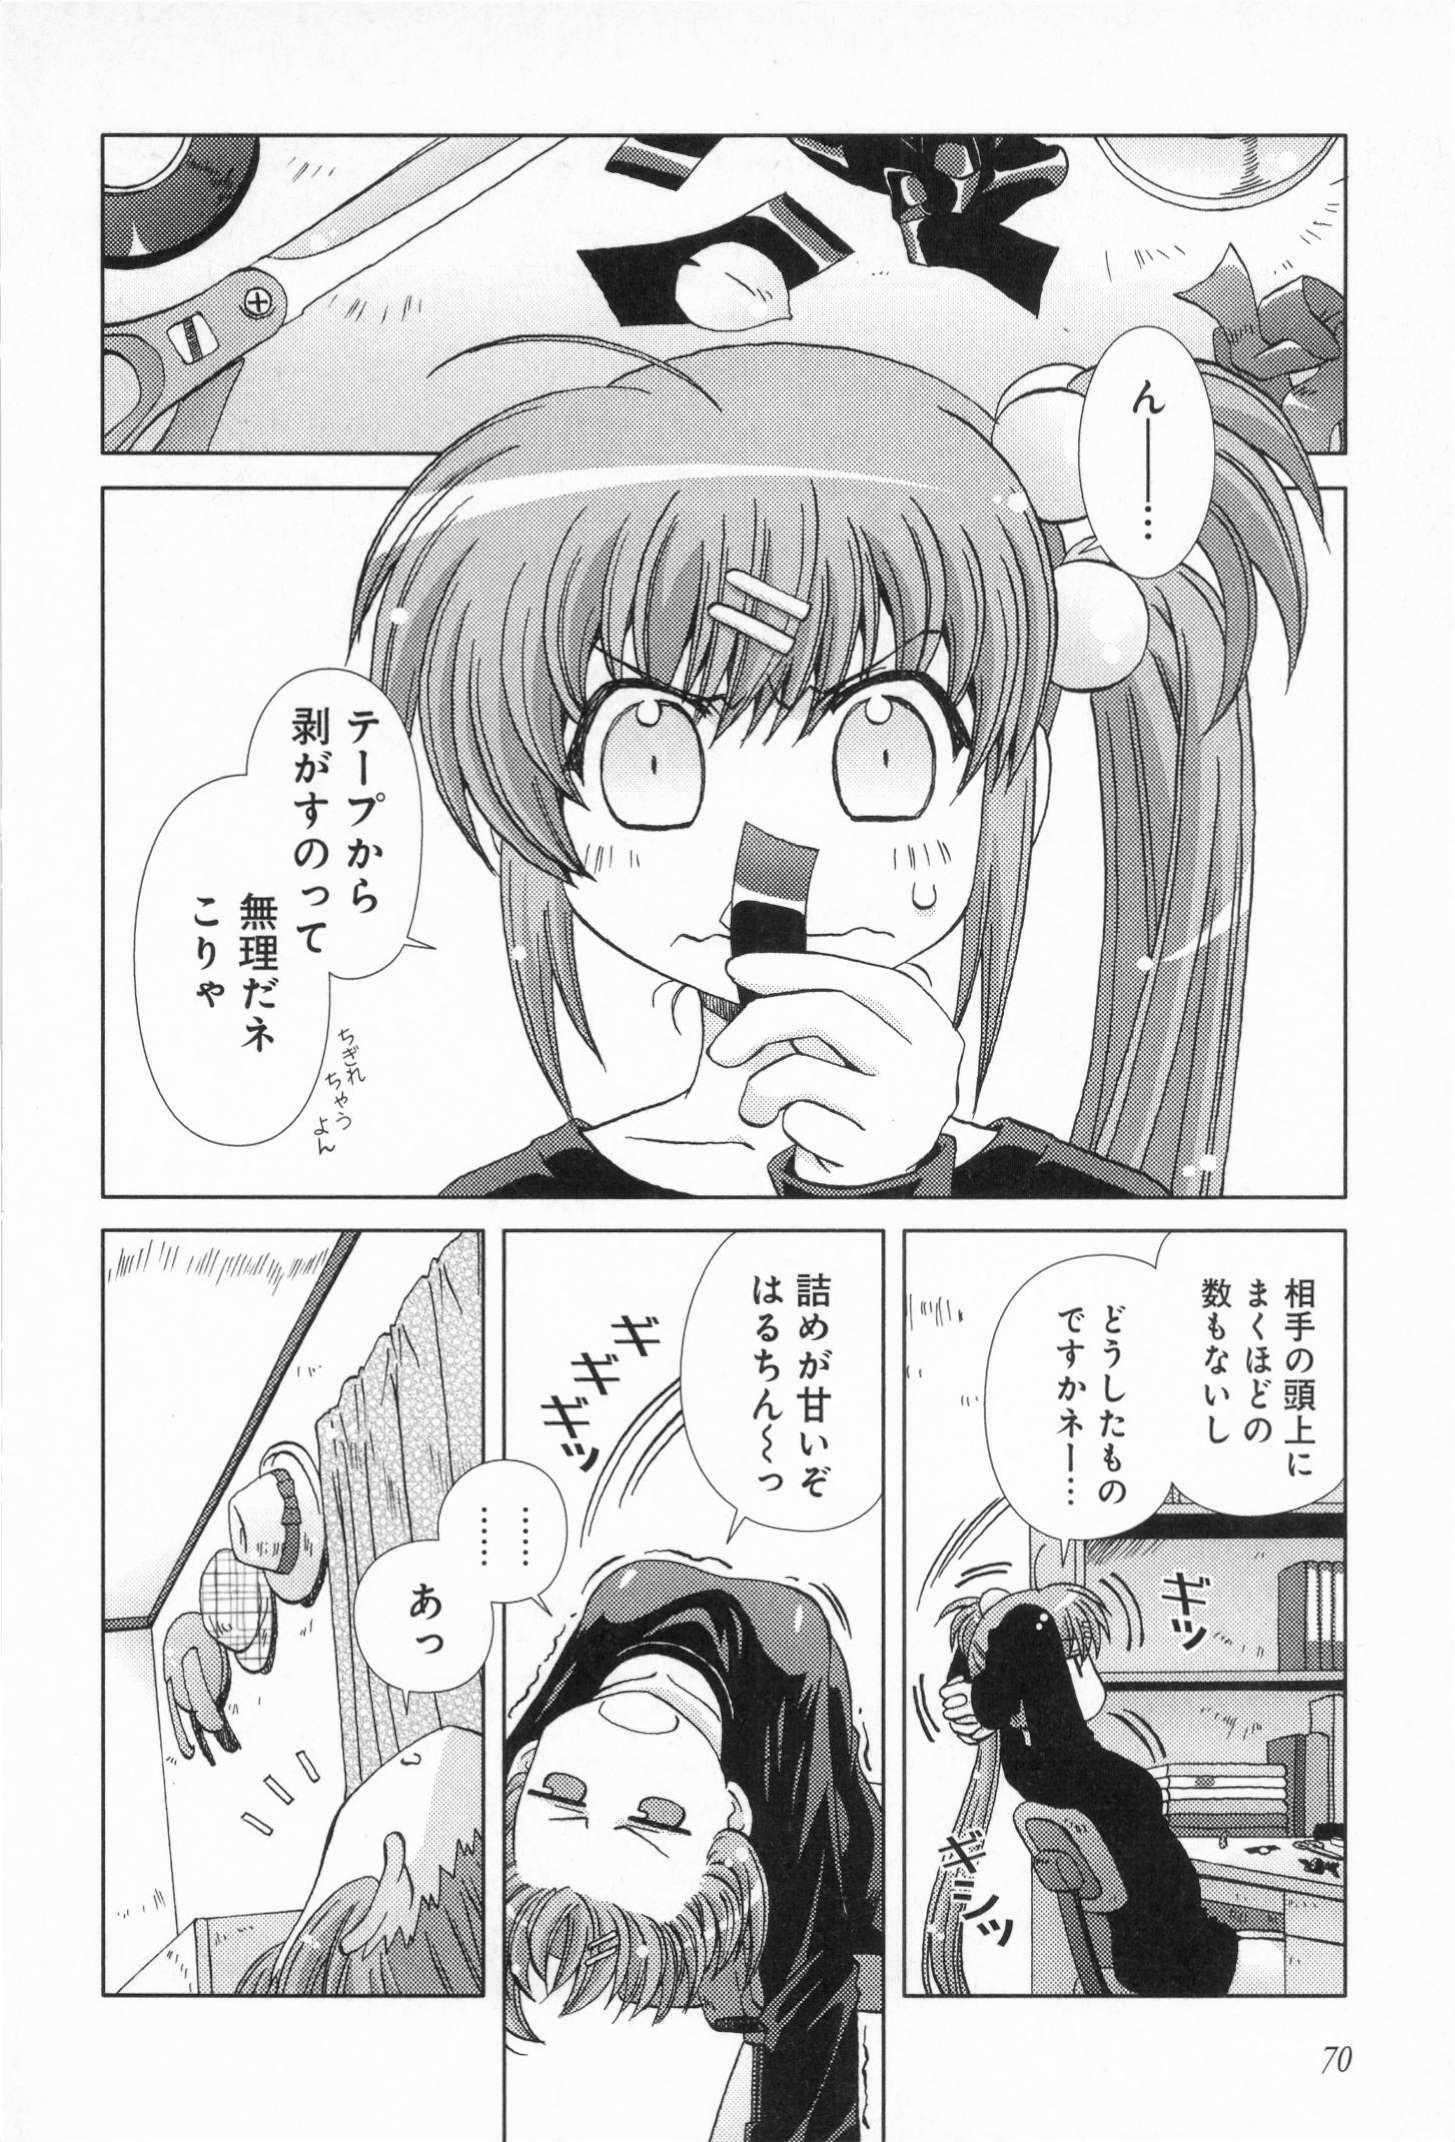 ん――…
テープから
剥がすのって
無理だネ
こりゃ
ちぎれ
ちゃう
よん
相手の頭上に
まくほどの
数もないし
どうしたもの
ですかネー…
ギッ
ギシッ
詰めが甘いぞ
はるちん～っ
ギ
ギ
ギッ
……
……
あっ
70